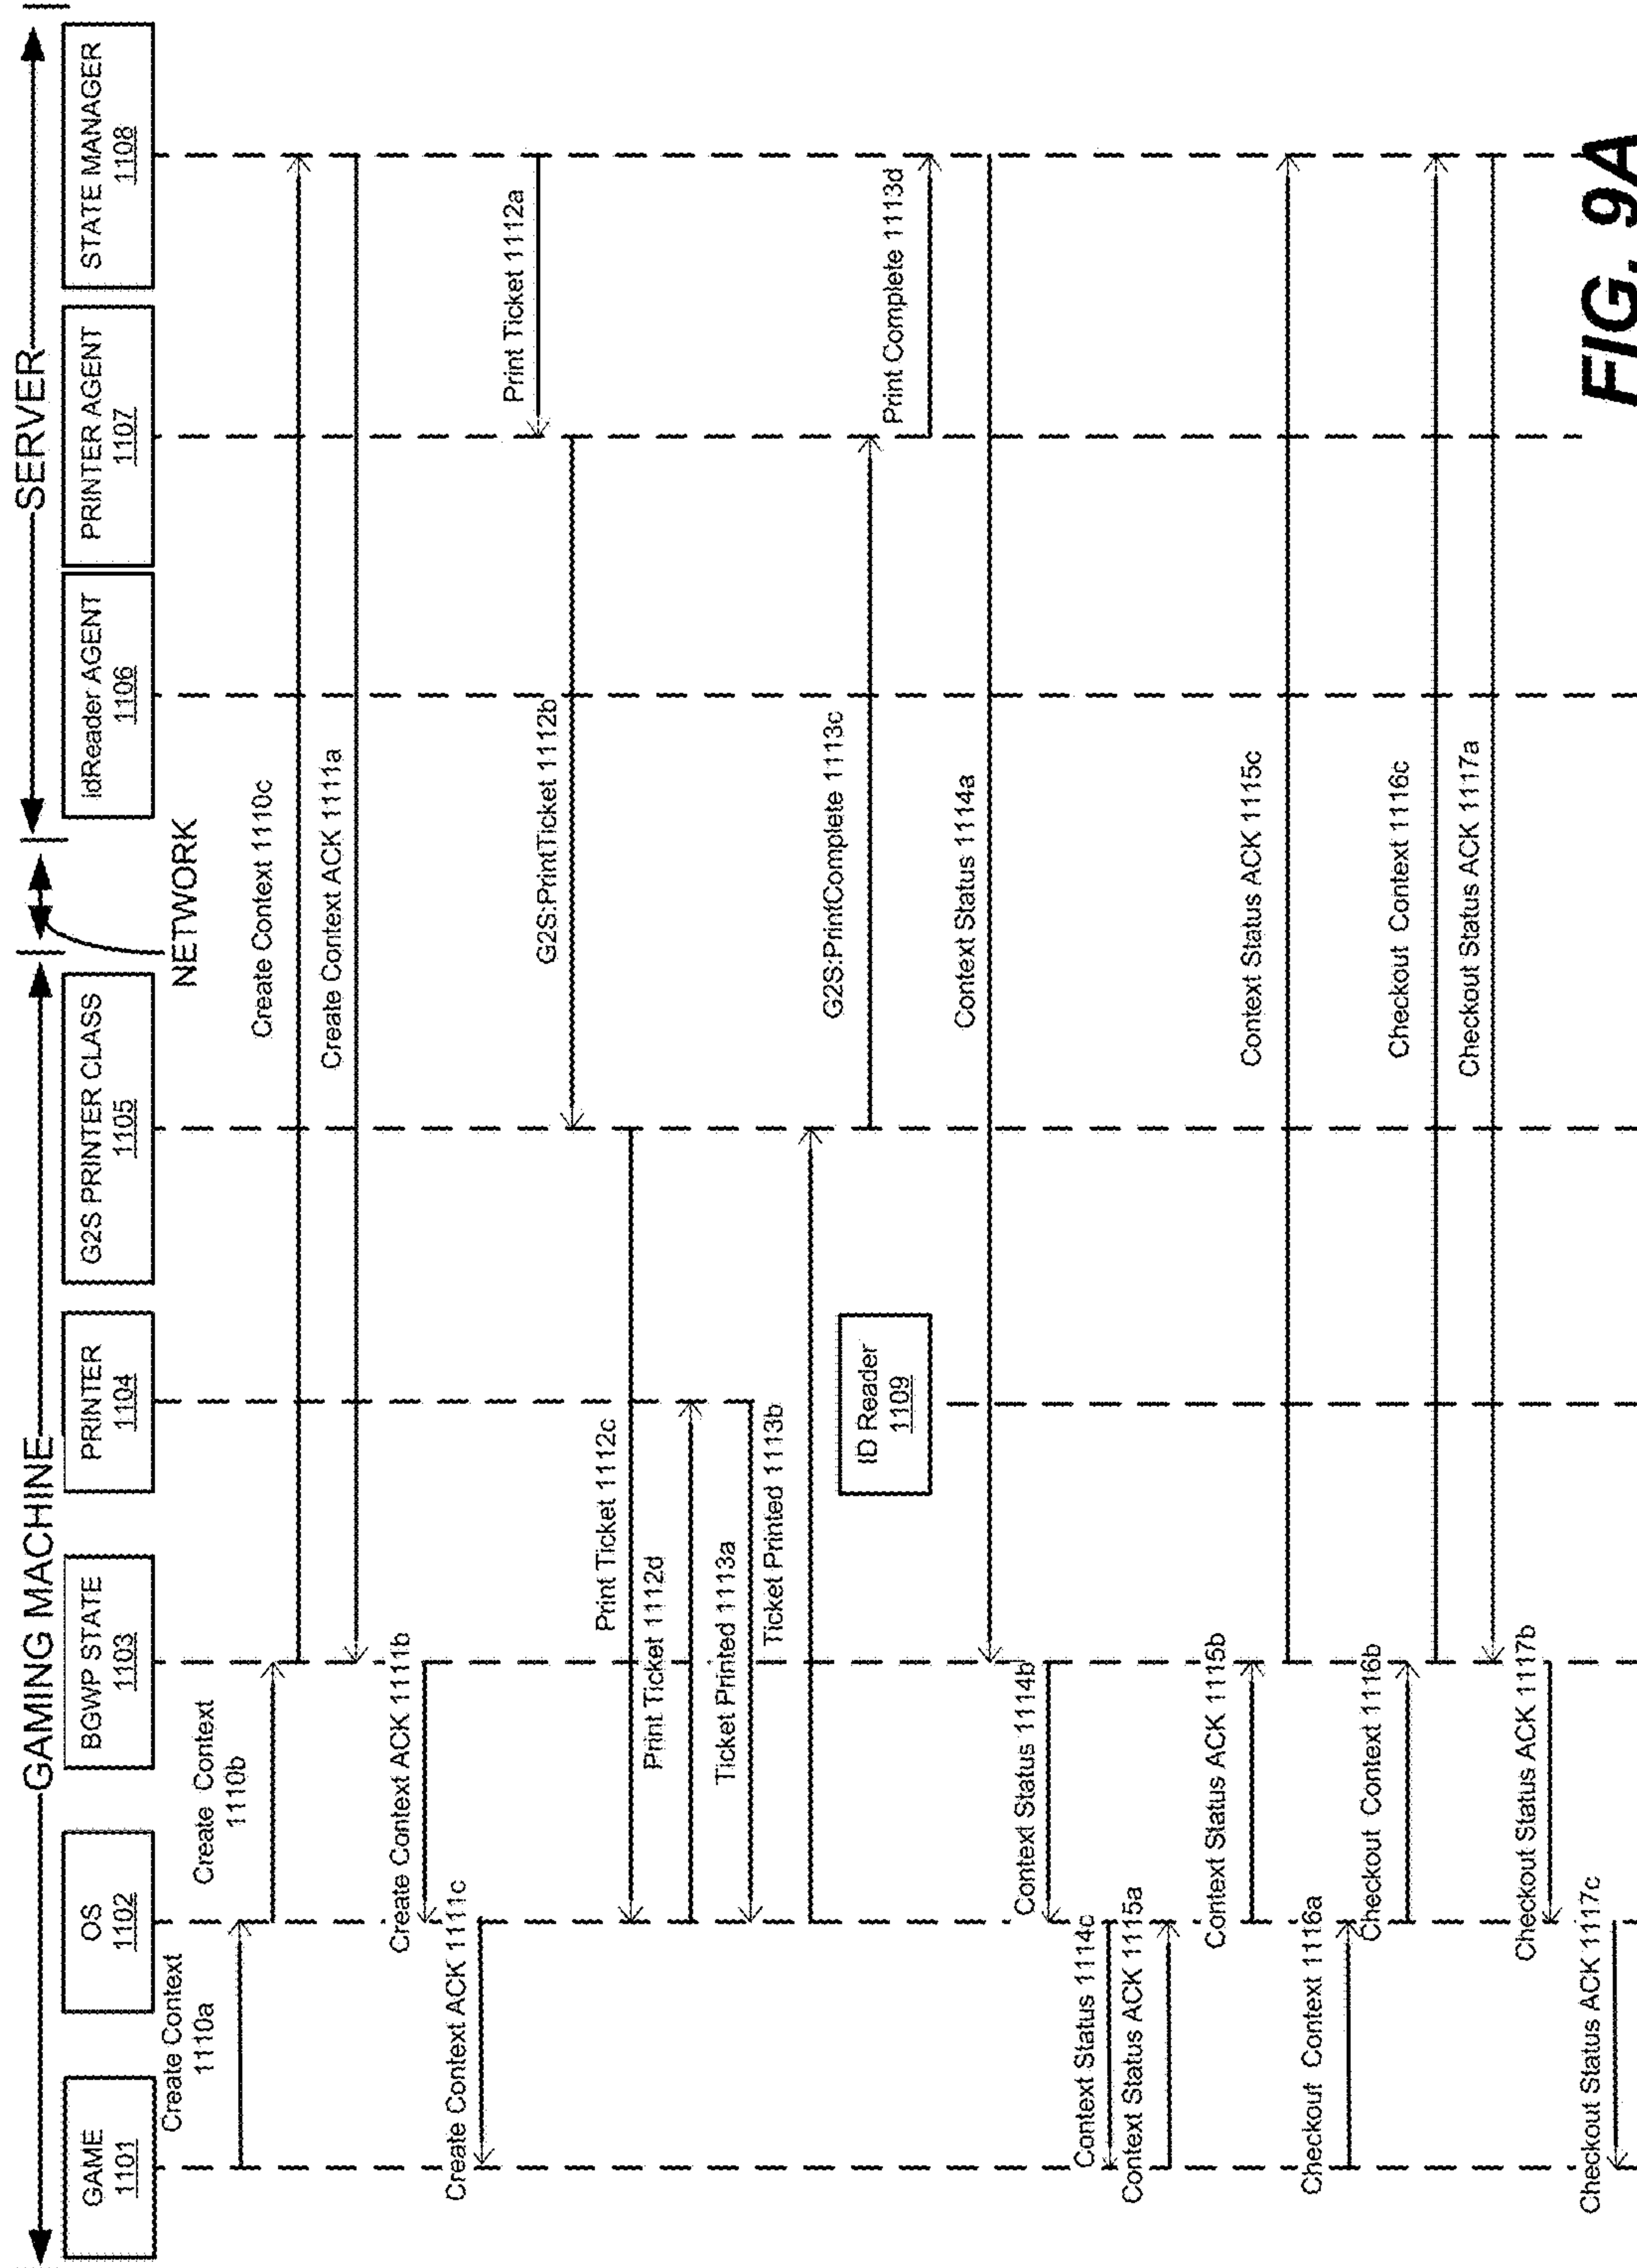 GAMING MACHINE
SERVER
GAME
1101
OS
1102
BGWP STATE
1103
PRINTER
1104
G2S PRINTER CLASS
1105
idReader AGENT
1106
PRINTER AGENT
1107
STATE MANAGER
1108
NETWORK
Create Context
1110a
Create Context
1110b
Create Context 1110c
Create Context ACK 1111a
Create Context ACK 1111b
Create Context ACK 1111c
Print Ticket 1112a
G2S:PrintTicket 1112b
Print Ticket 1112c
Print Ticket 1112d
Ticket Printed 1113a
Ticket Printed 1113b
ID Reader
1109
G2S:PrintComplete 1113c
Print Complete 1113d
Context Status 1114a
Context Status 1114b
Context Status 1114c
Context Status ACK 1115a
Context Status ACK 1115b
Context Status ACK 1115c
Checkout Context 1116a
Checkout Context 1116b
Checkout Context 1116c
Checkout Status ACK 1117a
Checkout Status ACK 1117b
Checkout Status ACK 1117c
FIG. 9A